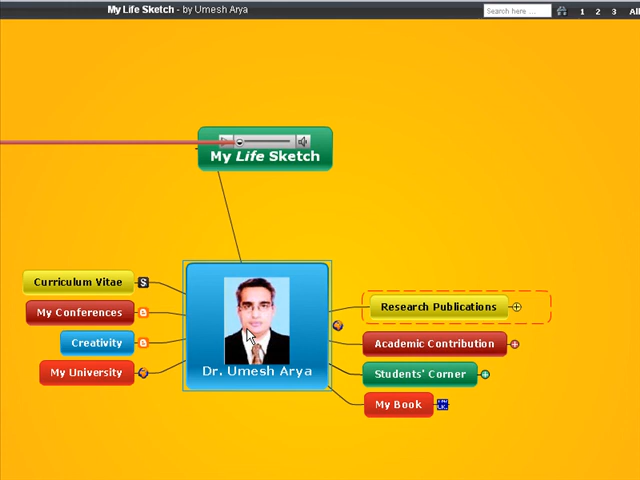 My Life Sketch - by Umesh Arya
Search here ...
1 2 3 All
My Life Sketch
Curriculum Vitae
My Conferences
Creativity
My University
Dr. Umesh Arya
Research Publications
Academic Contribution
Students' Corner
My Book